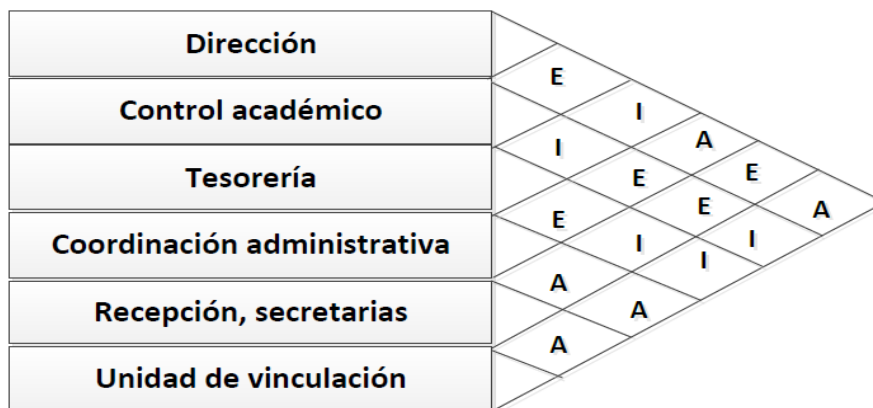 Dirección
E
Control académico
I
I
A
Tesorería
E
E
E
E
A
Coordinación administrativa
I
I
I
A
Recepción, secretarias
A
A
Unidad de vinculación